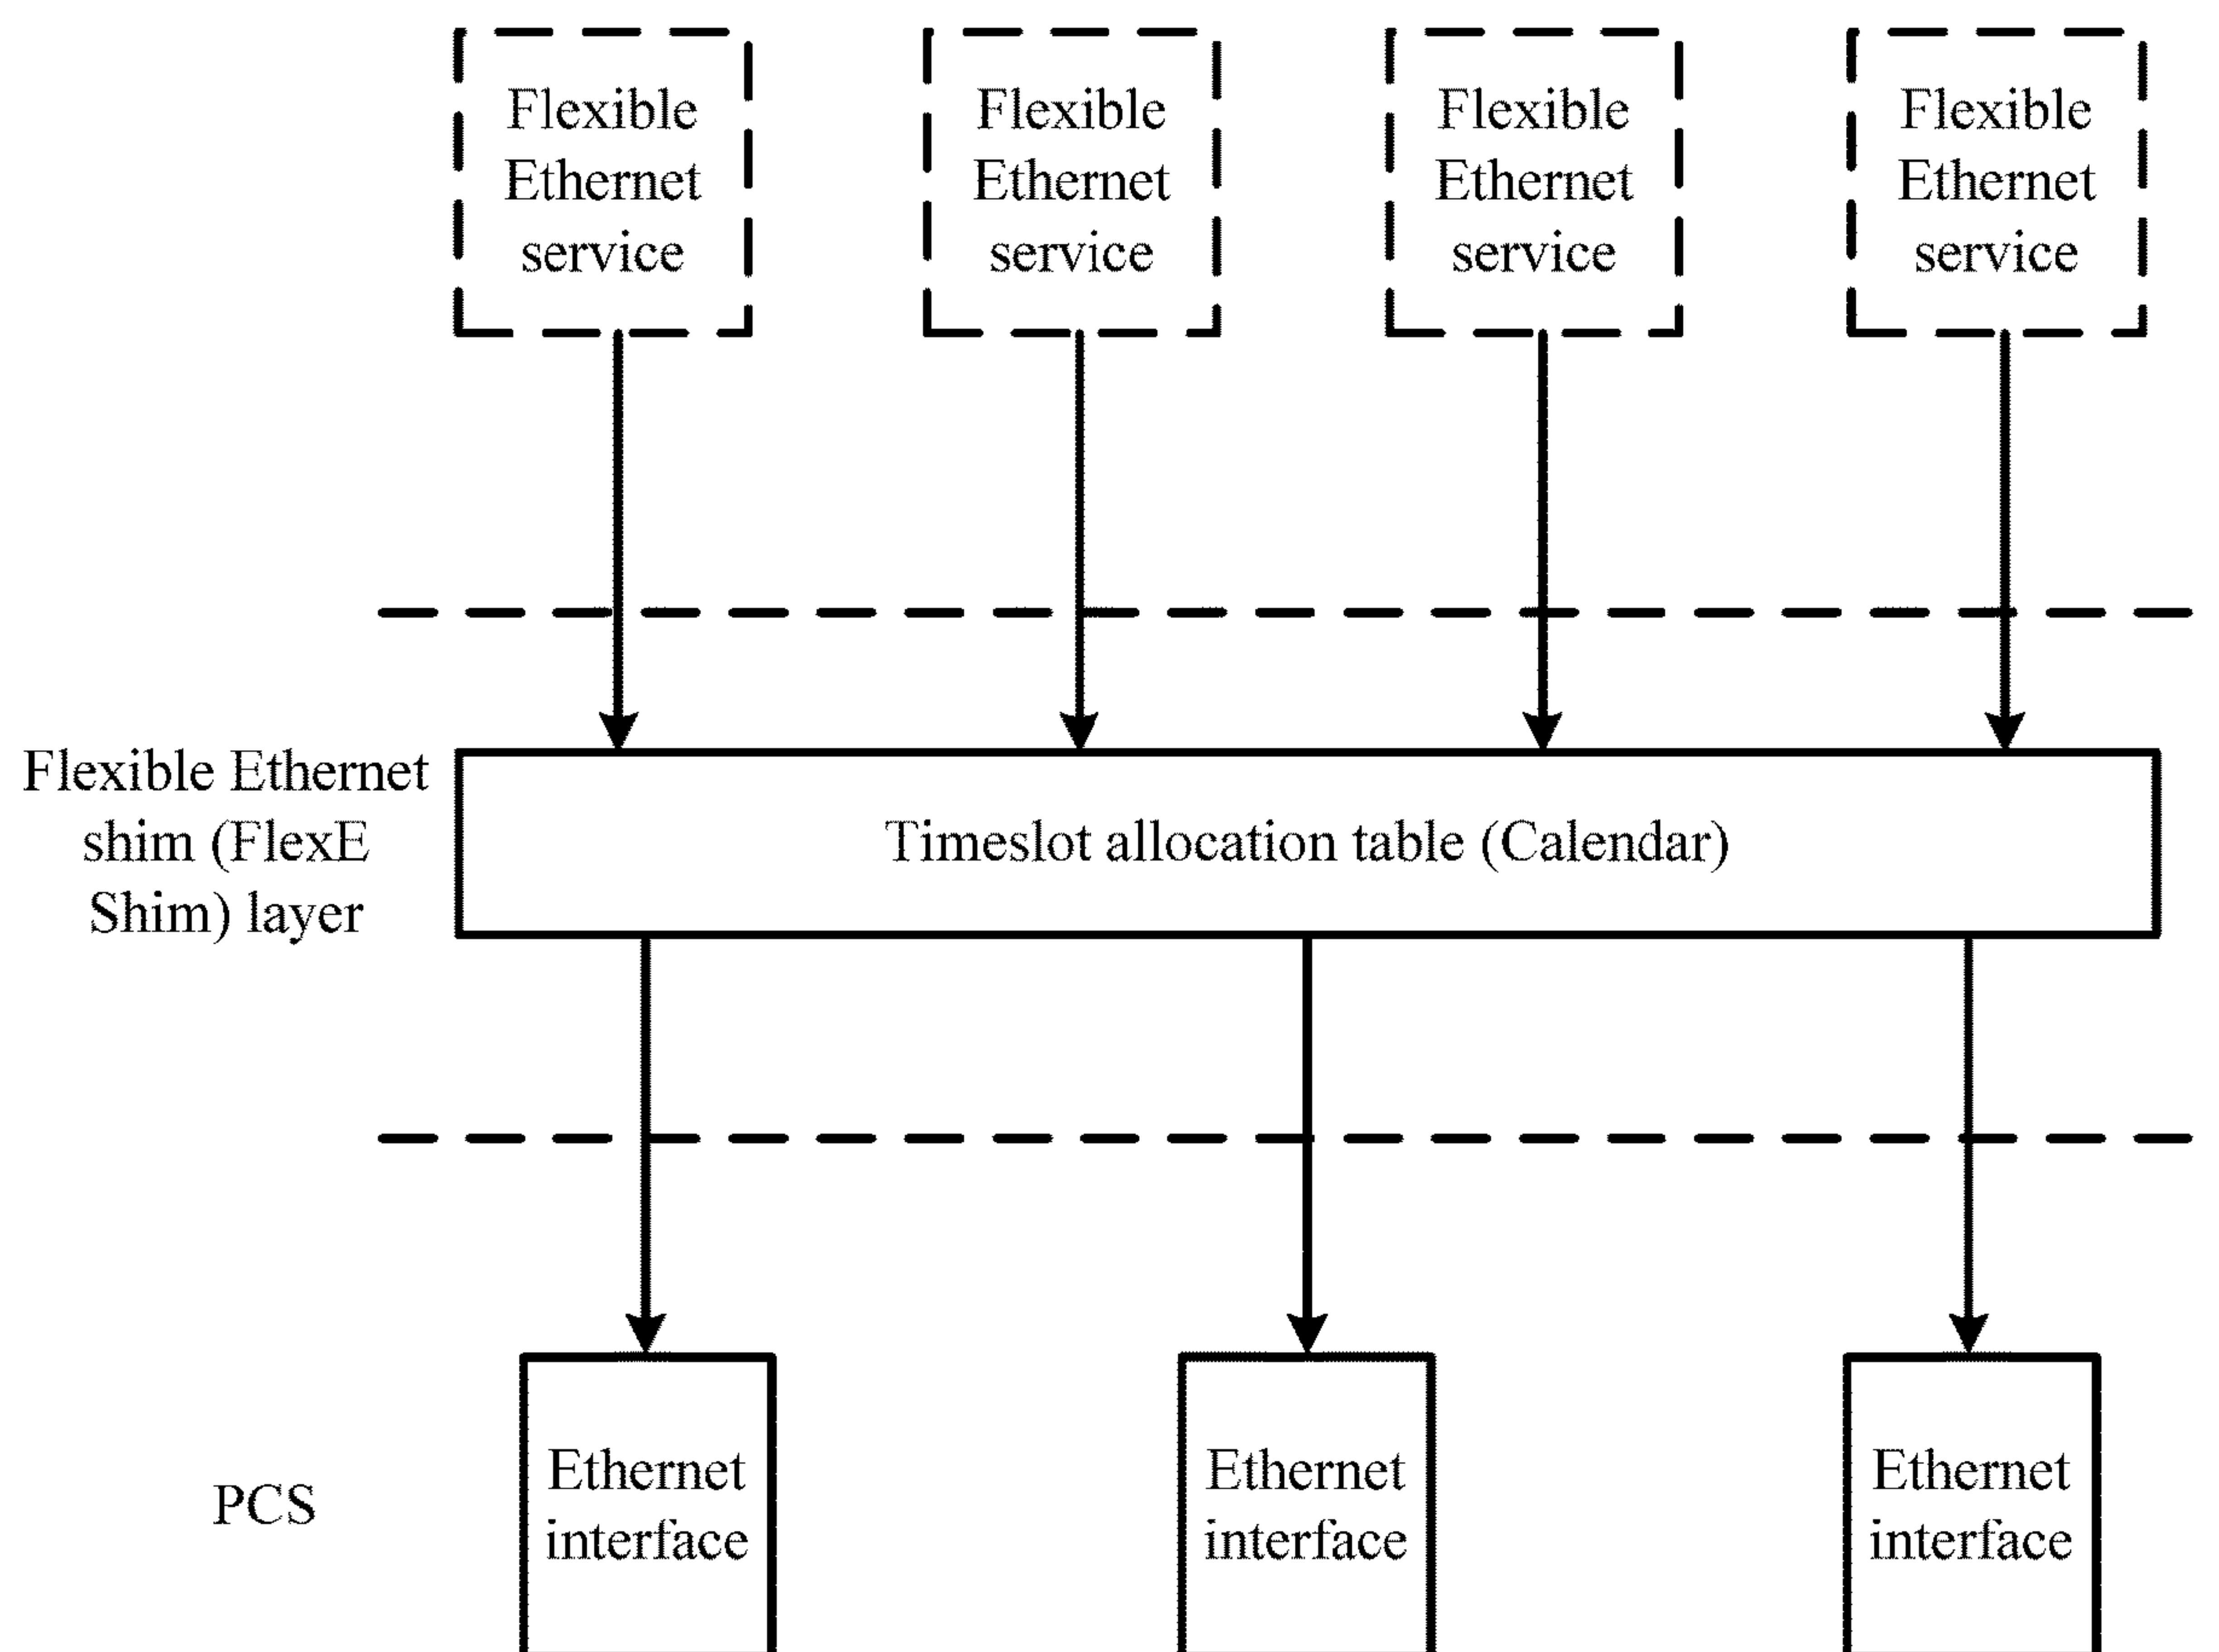 Flexible
Ethernet
service
Flexible
Ethernet
service
Flexible
Ethernet
service
Flexible
Ethernet
service
Flexible Ethernet
shim (FlexE
Shim) layer
Timeslot allocation table (Calendar)
PCS
Ethernet
interface
Ethernet
interface
Ethernet
interface